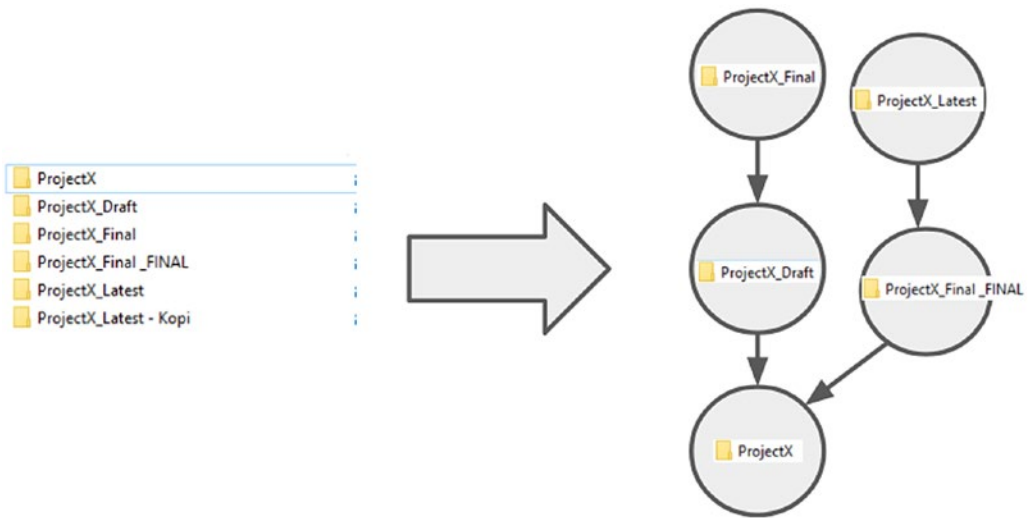 ProjectX
ProjectX_Draft
ProjectX_Final
ProjectX_Final _FINAL
ProjectX_Latest
ProjectX_Latest - Kopi
ProjectX_Final
ProjectX_Latest
ProjectX_Draft
ProjectX_Final _FINAL
ProjectX